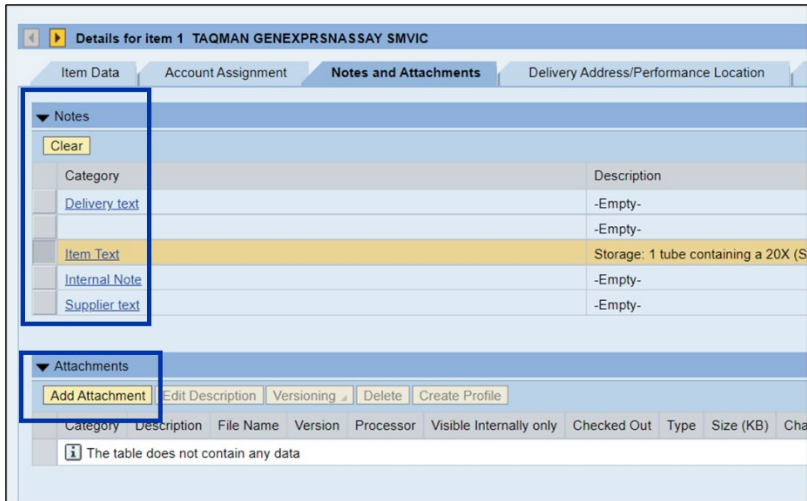 Details for item 1 TAQMAN GENEXPRSNASSAY SMVIC
Item Data Account Assignment Notes and Attachments Delivery Address/Performance Location
Notes
Clear
Category Description
Delivery text -Empty-
-Empty-
Item Text Storage: 1 tube containing a 20X (S
Internal Note -Empty-
Supplier text -Empty-
Attachments
Add Attachment Edit Description Versioning Delete Create Profile
Category Description File Name Version Processor Visible Internally only Checked Out Type Size (KB) Cha
The table does not contain any data